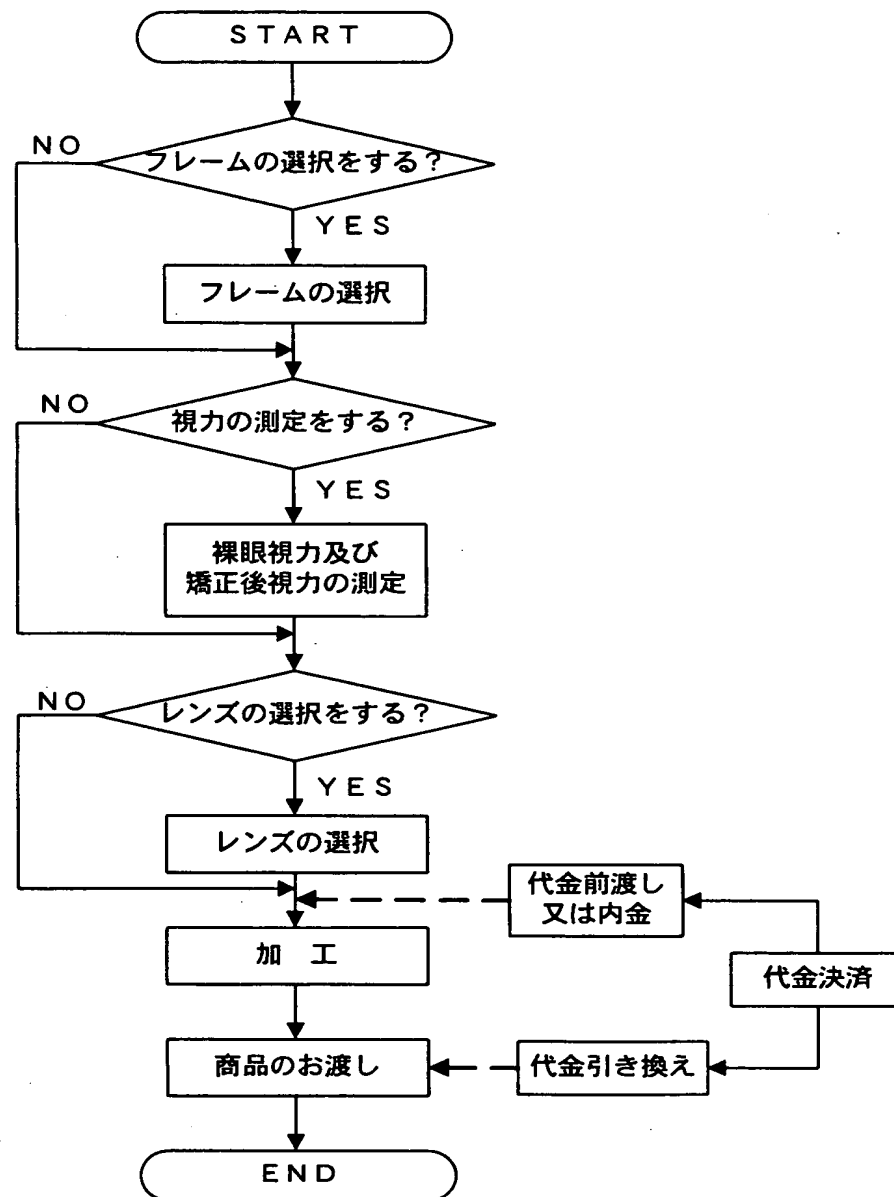 START
NO
フレームの選択をする？
YES
フレームの選択
NO
視力の測定をする？
YES
裸眼視力及び
矯正後視力の測定
NO
レンズの選択をする？
YES
レンズの選択
代金前渡し
又は内金
加　工
代金決済
商品のお渡し
代金引き換え
END